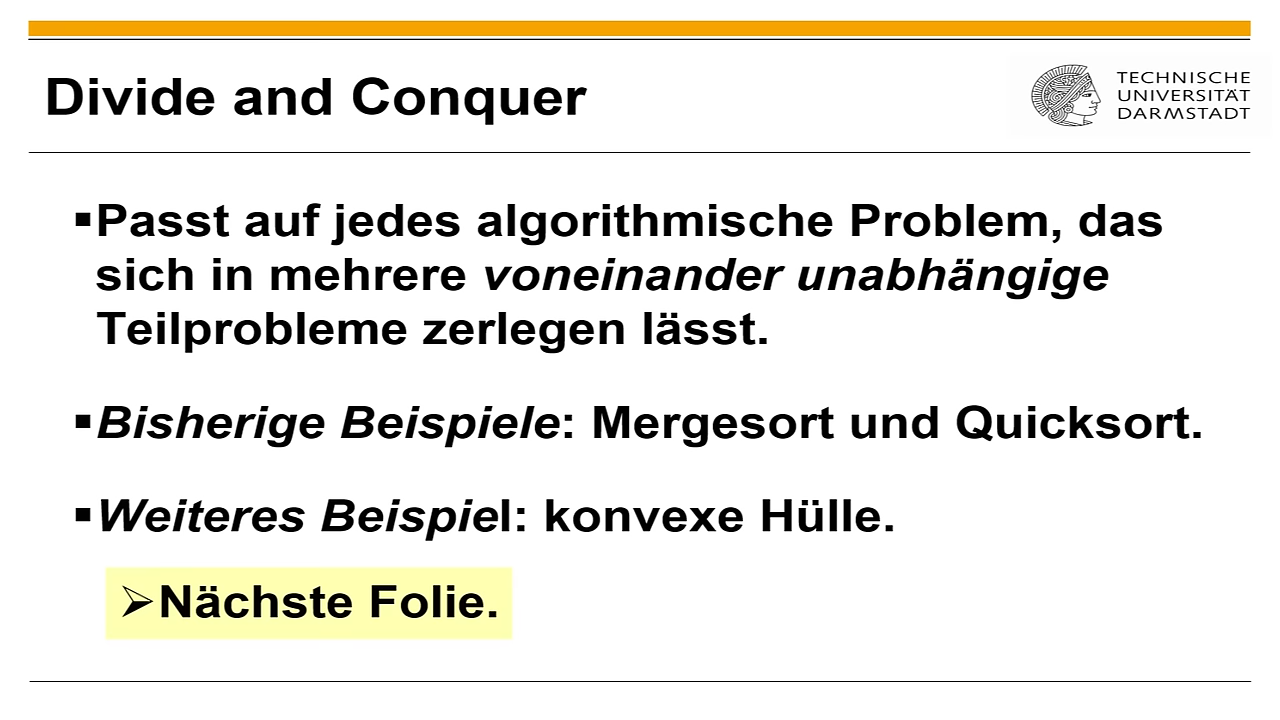 Divide and Conquer
TECHNISCHE
UNIVERSITÄT
DARMSTADT
▪Passt auf jedes algorithmische Problem, das
sich in mehrere voneinander unabhängige
Teilprobleme zerlegen lässt.
▪Bisherige Beispiele: Mergesort und Quicksort.
▪Weiteres Beispiel: konvexe Hülle.
➢Nächste Folie.